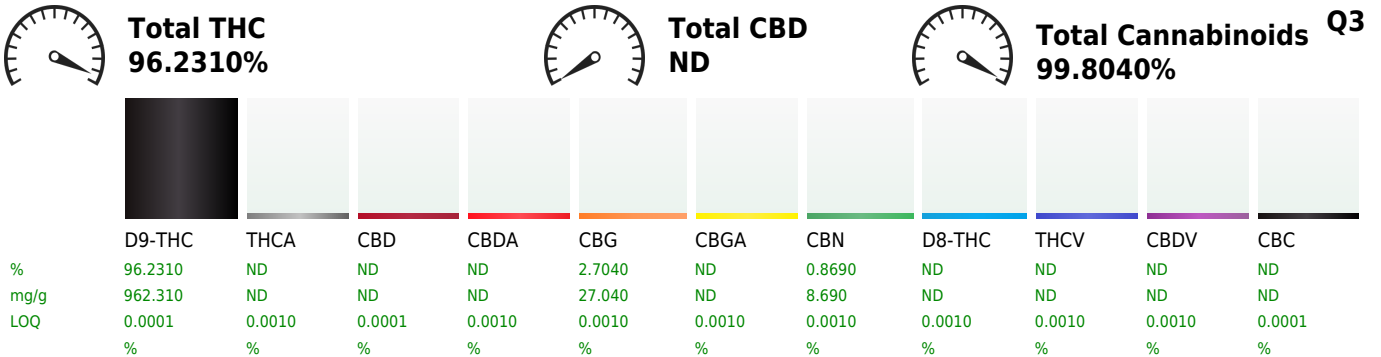 Total THC
96.2310%
Total CBD
ND
Total Cannabinoids
99.8040%
Q3
D9-THC THCA CBD CBDA CBG CBGA CBN D8-THC THCV CBDV CBC
% 96.2310 ND ND ND 2.7040 ND 0.8690 ND ND ND ND
mg/g 962.310 ND ND ND 27.040 ND 8.690 ND ND ND ND
LOQ 0.0001 0.0010 0.0001 0.0010 0.0010 0.0010 0.0010 0.0010 0.0010 0.0010 0.0001
% % % % % % % % % % %